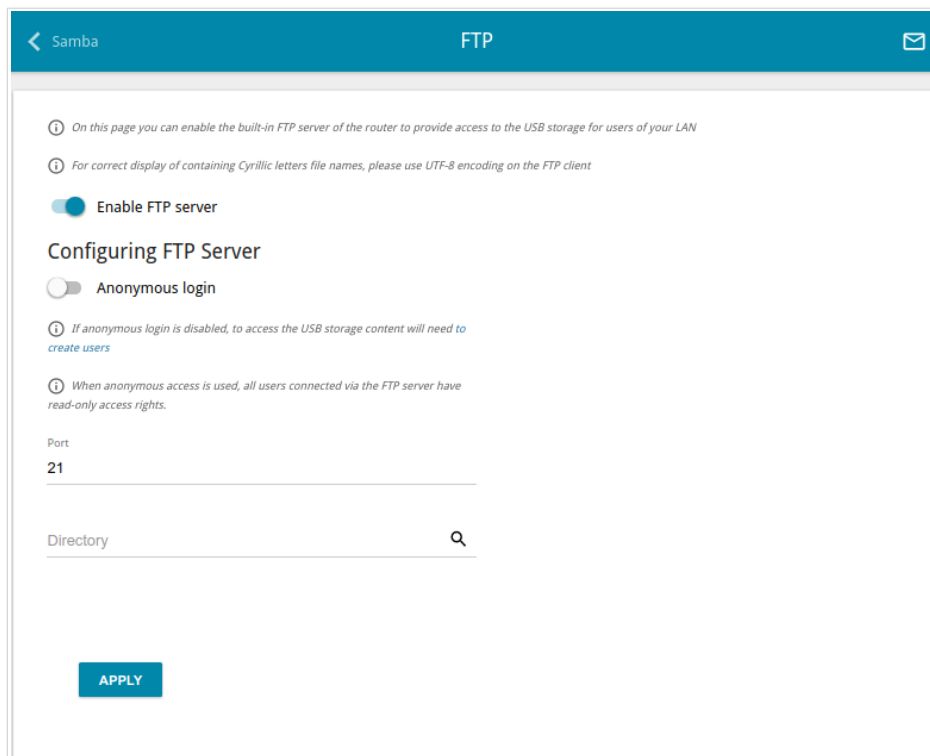 Samba
FTP
On this page you can enable the built-in FTP server of the router to provide access to the USB storage for users of your LAN
For correct display of containing Cyrillic letters file names, please use UTF-8 encoding on the FTP client
Enable FTP server
Configuring FTP Server
Anonymous login
If anonymous login is disabled, to access the USB storage content will need to
create users
When anonymous access is used, all users connected via the FTP server have
read-only access rights.
Port
21
Directory
APPLY